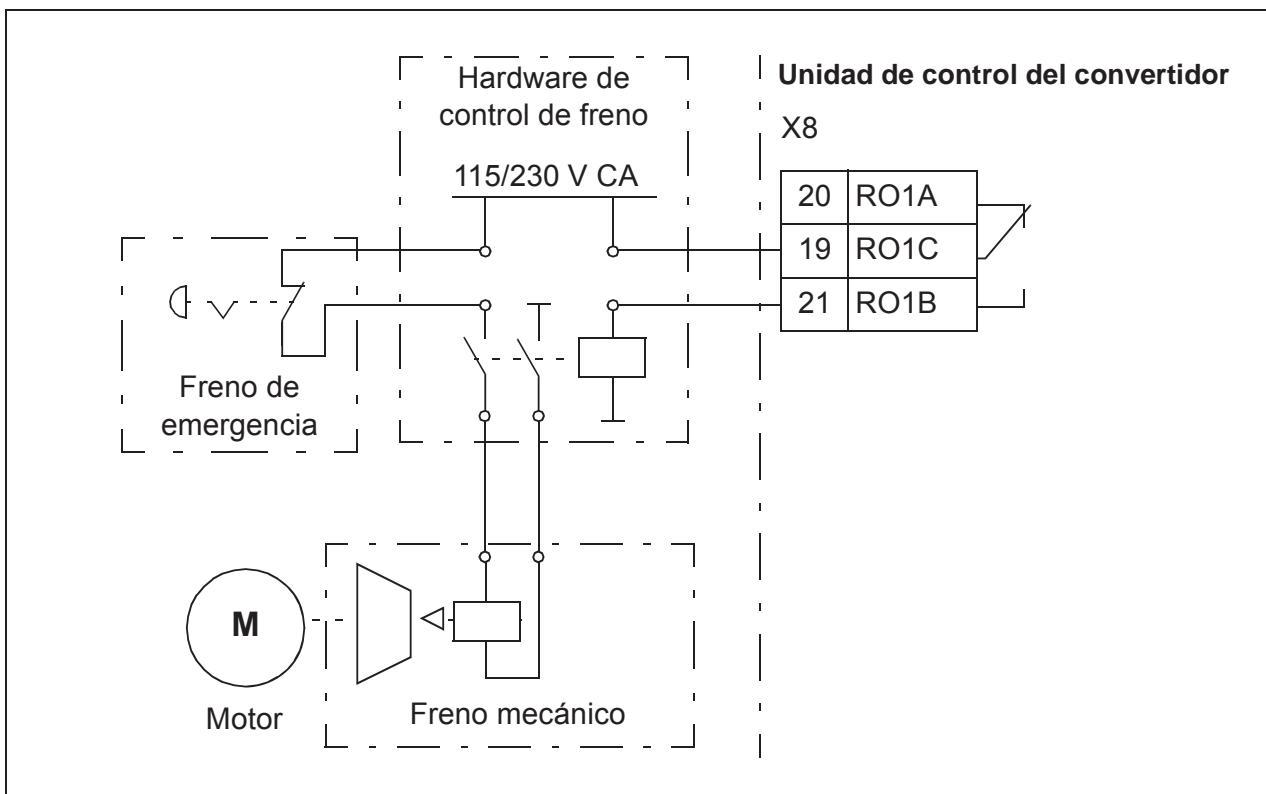 Hardware de
control de freno
115/230 V CA
Unidad de control del convertidor
X8
20 RO1A
19 RO1C
21 RO1B
Freno de
emergencia
M
Motor
Freno mecánico